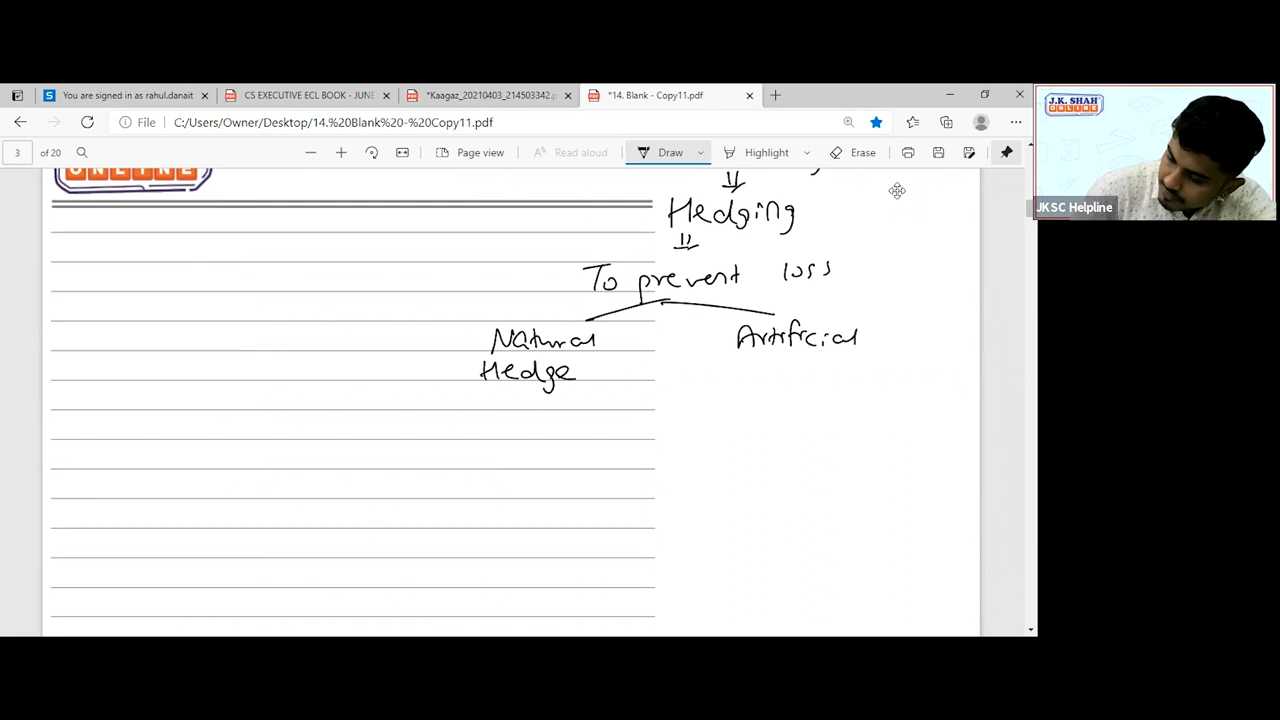 You are signed in as rahul.danait
CS EXECUTIVE ECL BOOK - JUNE
*Kaagaz_20210403_214503342.p
*14. Blank - Copy11.pdf
File
C:/Users/Owner/Desktop/14.%20Blank%20-%20Copy11.pdf
3 of 20
Page view
Read aloud
Draw
Highlight
Erase
J.K. SHAH
ONLINE
JKSC Helpline
ONLINE
Hedging
To prevent loss
Natural
Hedge
Artificial